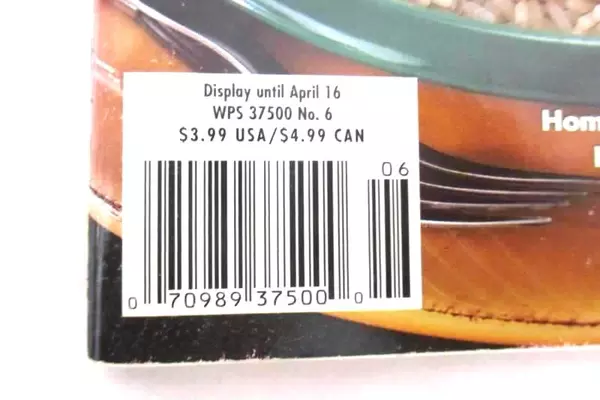 Display until April 16
WPS 37500 No. 6
$3.99 USA/$4.99 CAN
06
0 70989 37500 0
Hom